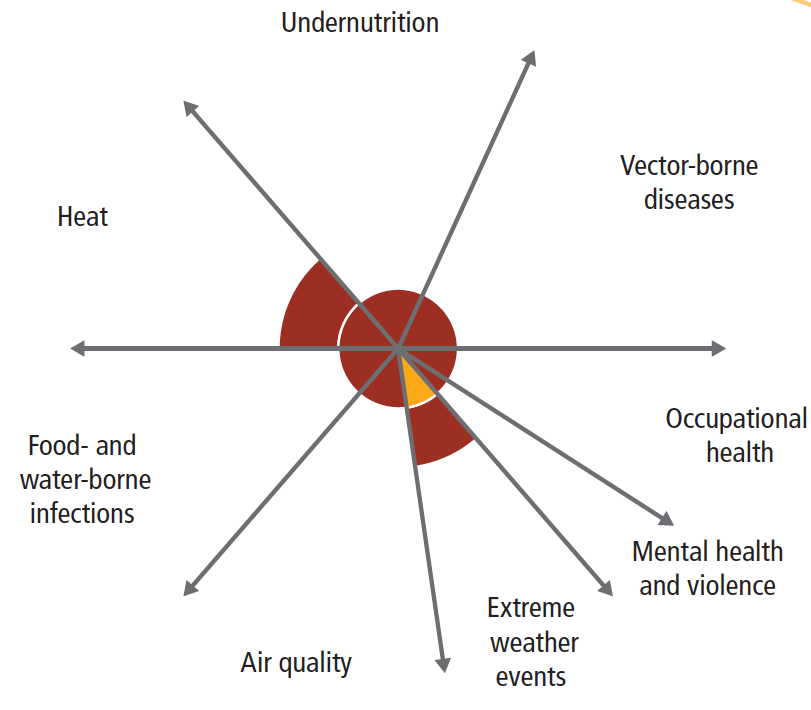 Undernutrition
Vector-borne
diseases
Heat
Occupational
health
Food- and
water-borne
infections
Mental health
and violence
Extreme
weather
events
Air quality